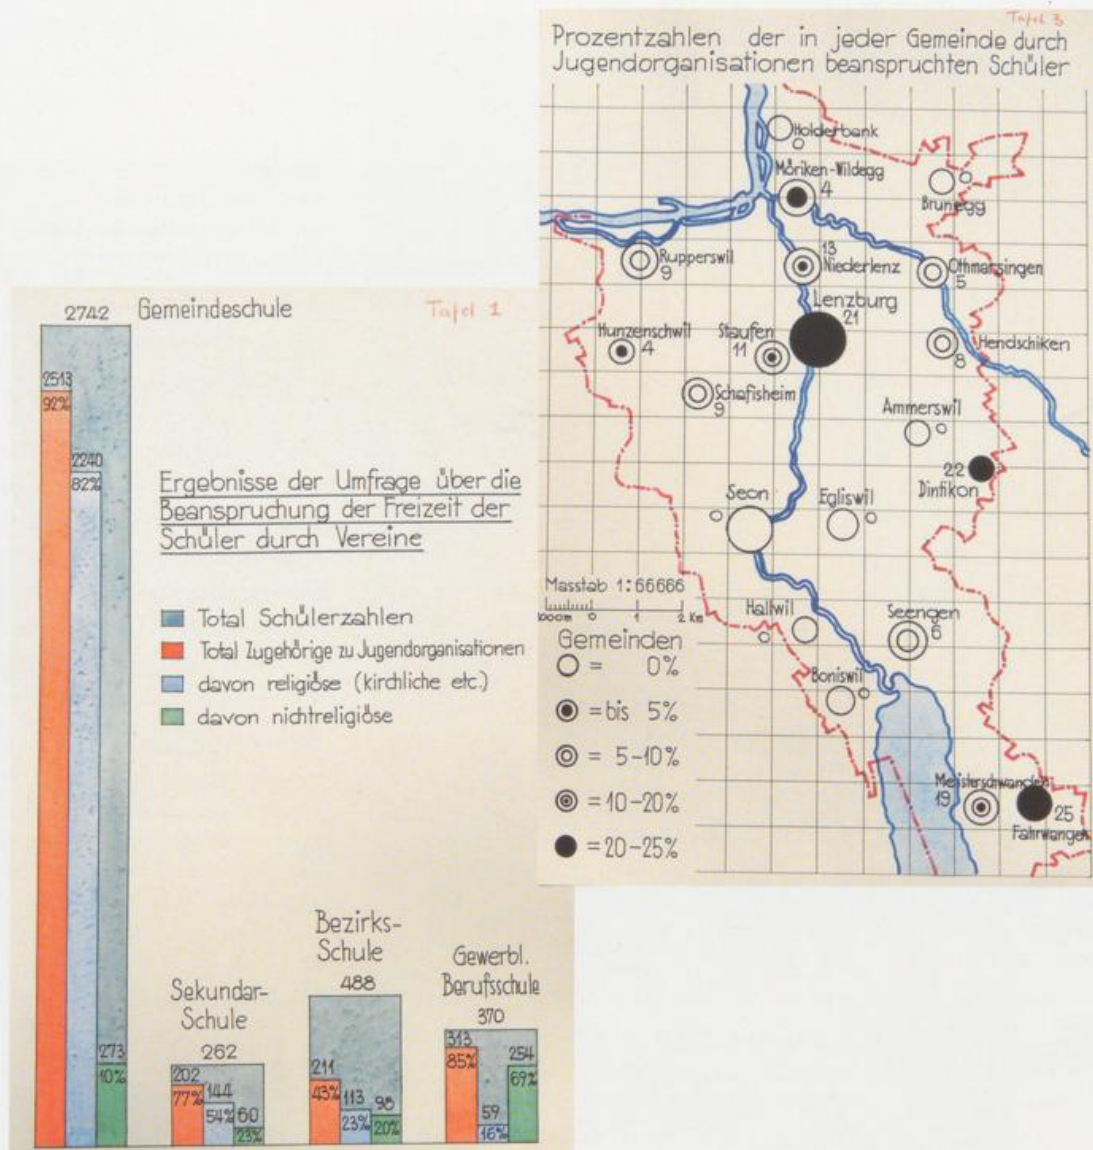 Tafel 3
Prozentzahlen der in jeder Gemeinde durch
Jugendorganisationen beanspruchten Schüler
Holderbank
Möriken-Wildegg
4
Brunegg
Rupperswil
9
13
Niederlenz
Othmarsingen
5
Lenzburg
21
Hunzenschwil
4
Staufen
11
Hendschiken
8
Schafisheim
9
Ammerswil
22
Dintikon
Seon
Egliswil
Masstab 1:66666
1000m 0 1 2 Km
Hallwil
Seengen
6
Boniswil
Meisterschwanden
19
25
Fahrwangen
Gemeinden
= 0%
= bis 5%
= 5-10%
= 10-20%
= 20-25%
Tafel 1
2742 Gemeindeschule
2513
92%
2240
82%
273
10%
Ergebnisse der Umfrage über die
Beanspruchung der Freizeit der
Schüler durch Vereine
Total Schülerzahlen
Total Zugehörige zu Jugendorganisationen
davon religiöse (kirchliche etc.)
davon nichtreligiöse
Sekundar-
Schule
262
202
77%
144
54%
60
23%
Bezirks-
Schule
488
211
43%
113
23%
98
20%
Gewerbl.
Berufsschule
370
313
85%
59
16%
254
69%